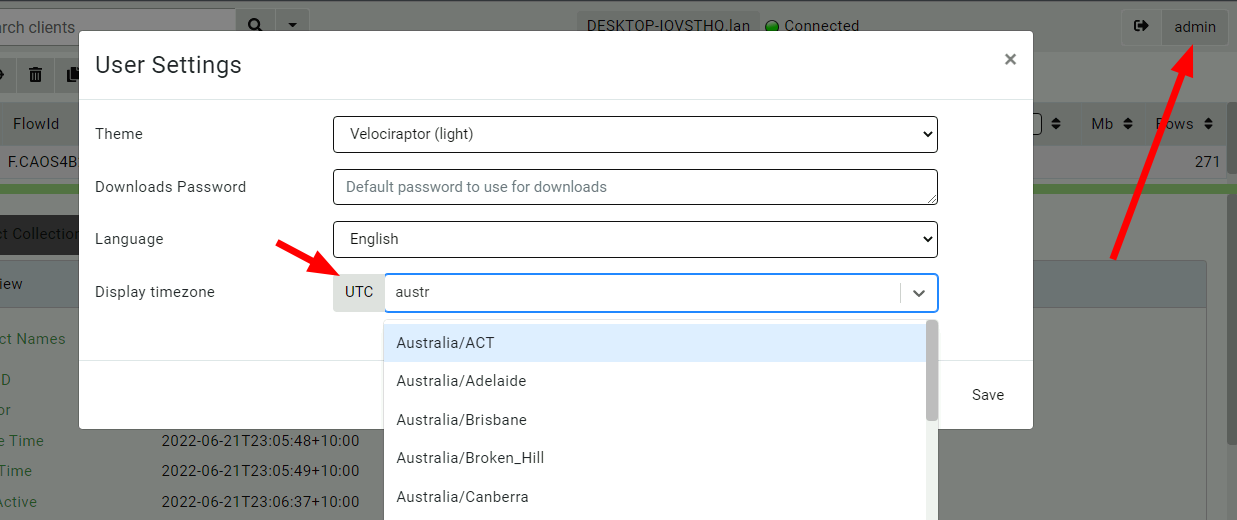 rch clients
DESKTOP-IOVSTHO.lan
Connected
admin
User Settings
×
FlowId
Mb
Rows
F.CAOS4B
271
Theme
Velociraptor (light)
Downloads Password
Default password to use for downloads
ct Collection
Language
English
iew
Display timezone
UTC
austr
ct Names
Australia/ACT
D
Australia/Adelaide
Save
or
Australia/Brisbane
e Time
2022-06-21T23:05:48+10:00
Australia/Broken_Hill
Time
2022-06-21T23:05:49+10:00
Active
2022-06-21T23:06:37+10:00
Australia/Canberra